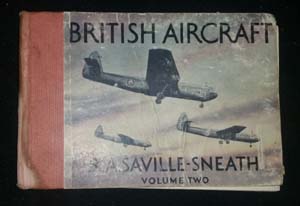 BRITISH AIRCRAFT
R.A.SAVILLE-SNEATH
VOLUME TWO